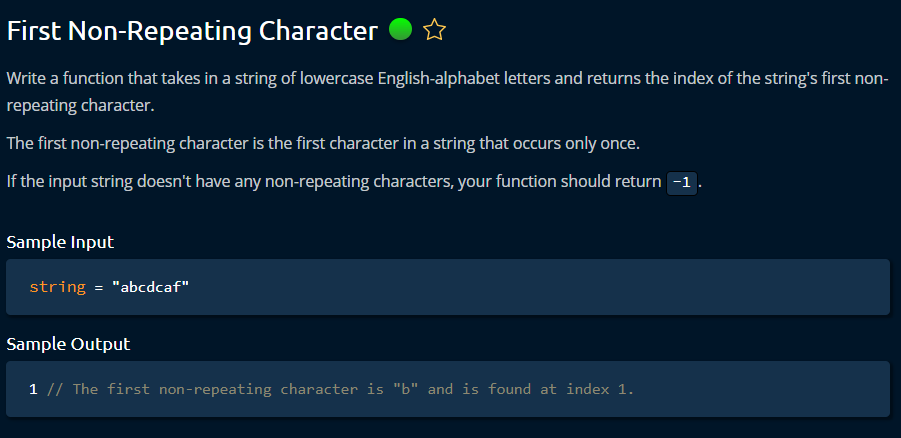 First Non-Repeating Character
Write a function that takes in a string of lowercase English-alphabet letters and returns the index of the string's first non-
repeating character.
The first non-repeating character is the first character in a string that occurs only once.
If the input string doesn't have any non-repeating characters, your function should return -1.
Sample Input
string = "abcdcaf"
Sample Output
1 // The first non-repeating character is "b" and is found at index 1.